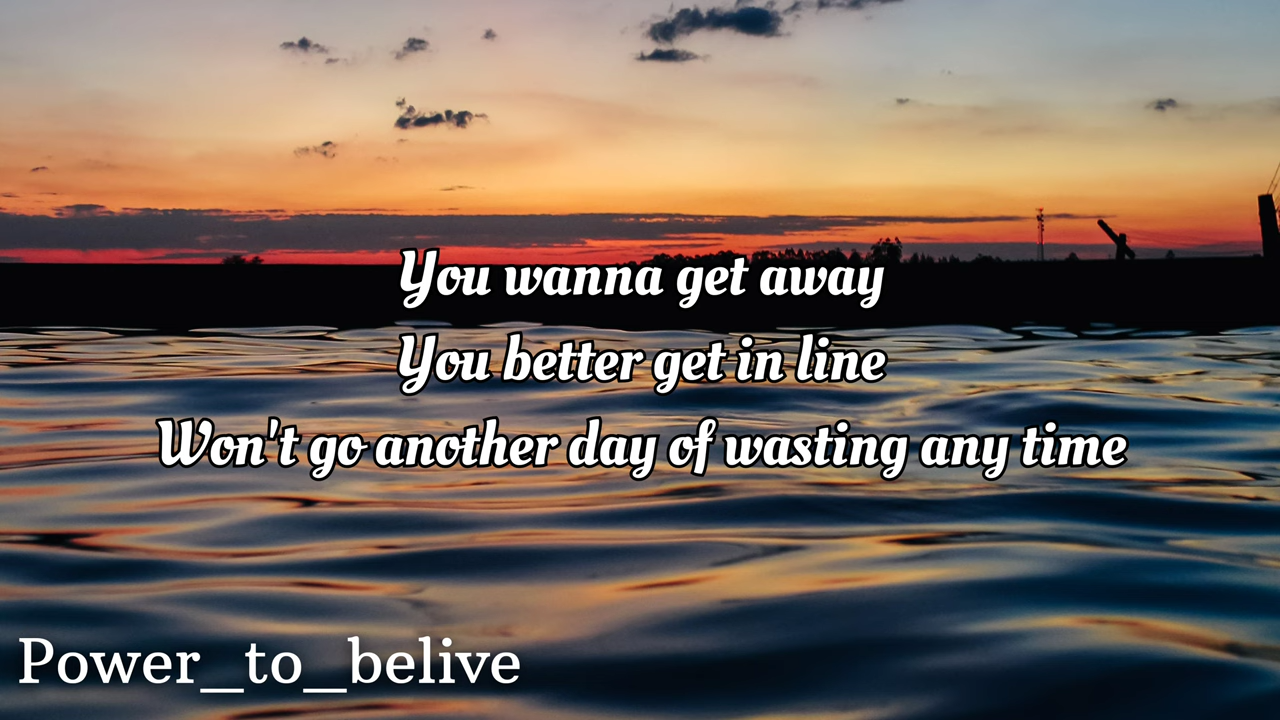 You wanna get away
You better get in line
Won't go another day of wasting any time
Power_to_belive